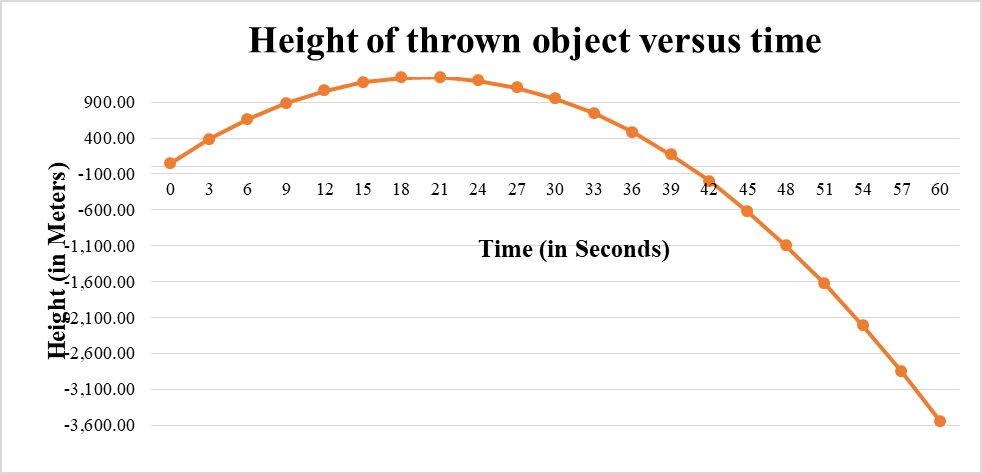 Height of thrown object versus time
Height (in Meters)
900.00
400.00
-100.00
-600.00
-1,100.00
-1,600.00
-2,100.00
-2,600.00
-3,100.00
-3,600.00
0 3 6 9 12 15 18 21 24 27 30 33 36 39 42 45 48 51 54 57 60
Time (in Seconds)